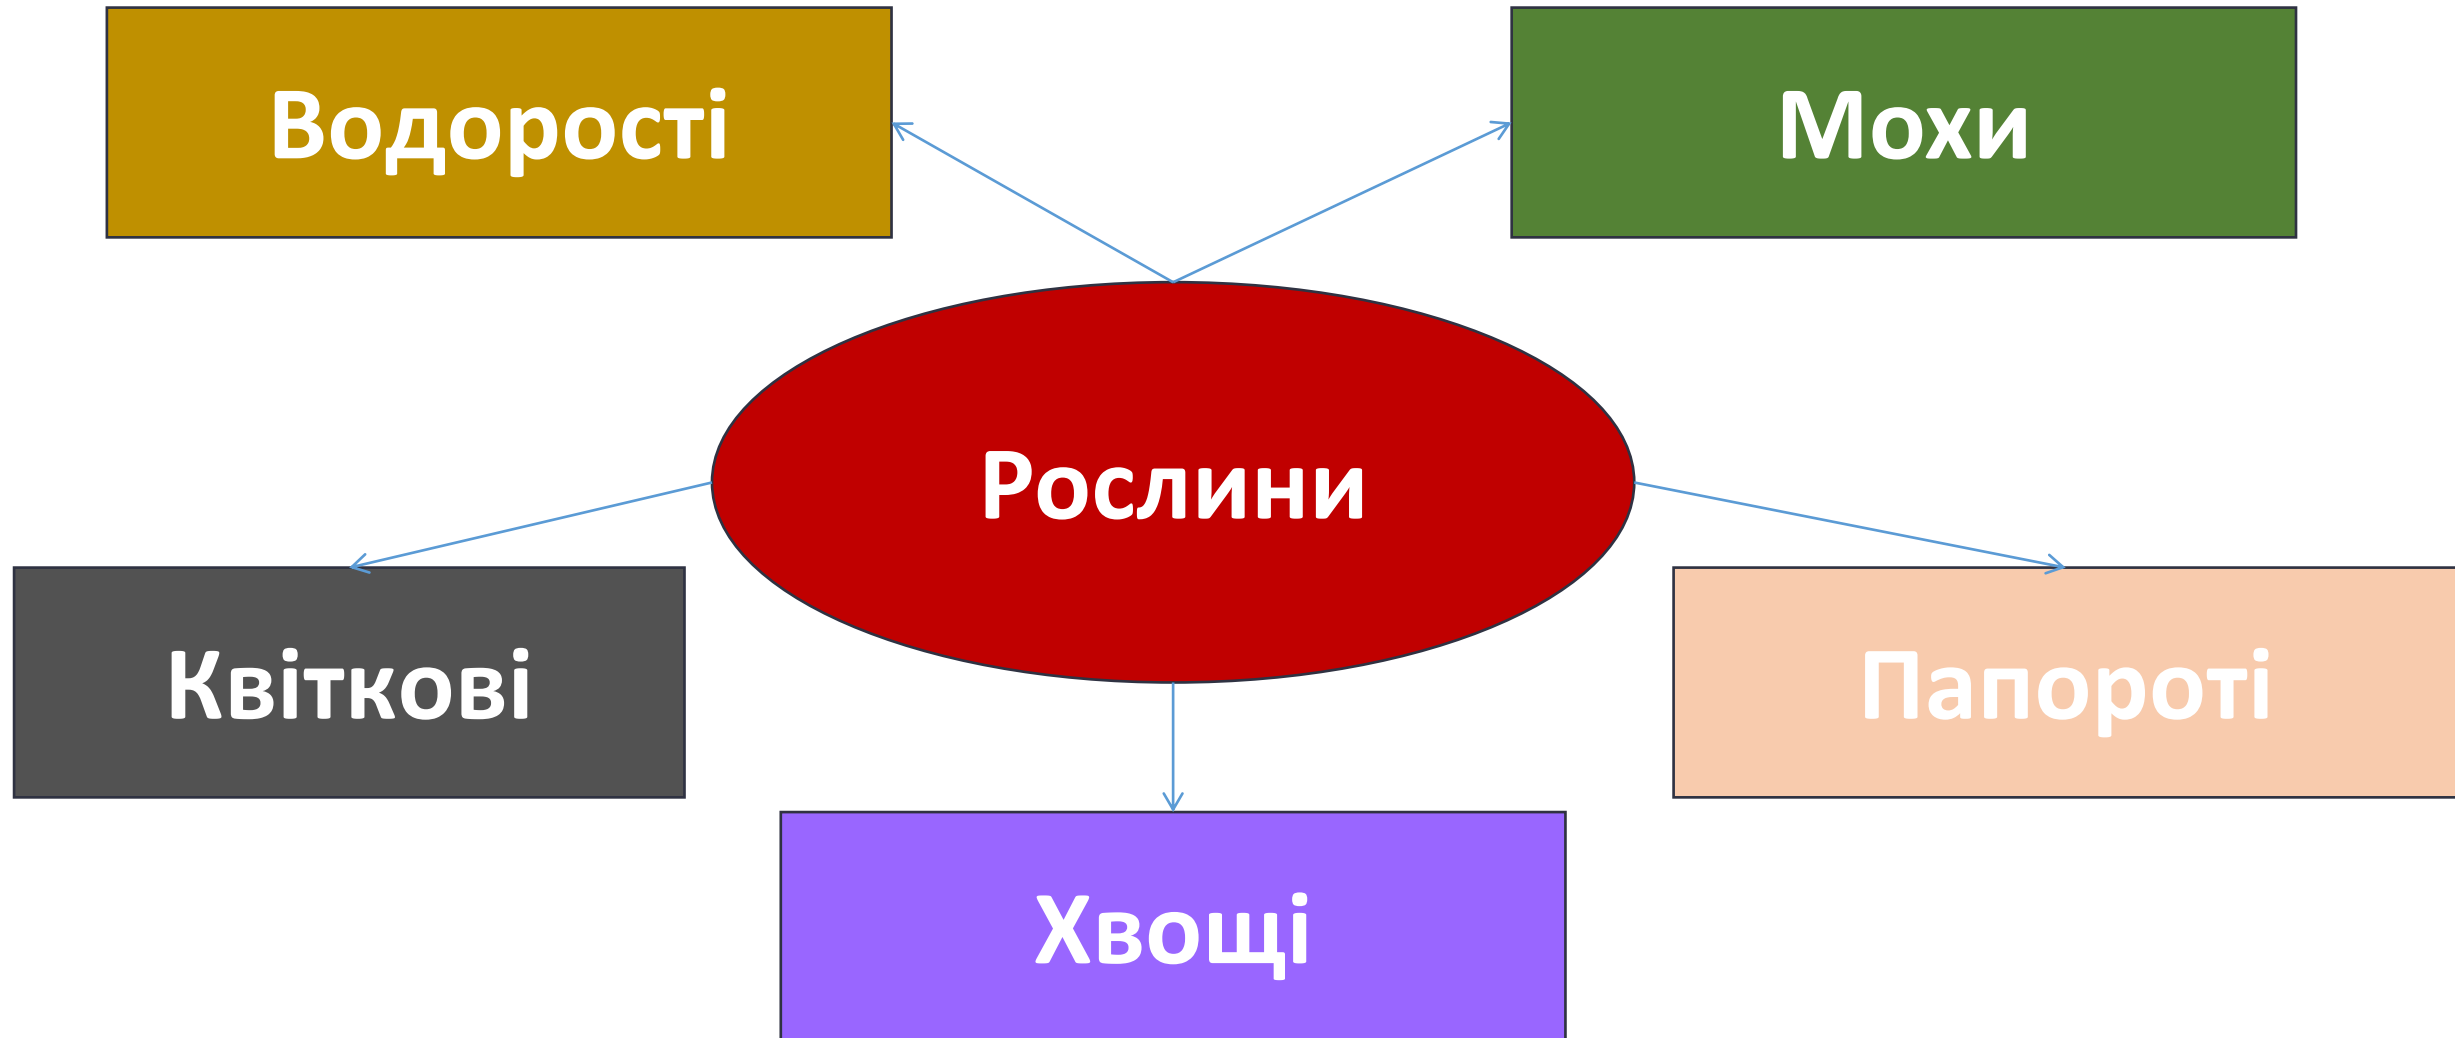 Водорості
Мохи
Рослини
Квіткові
Папороті
Хвощі